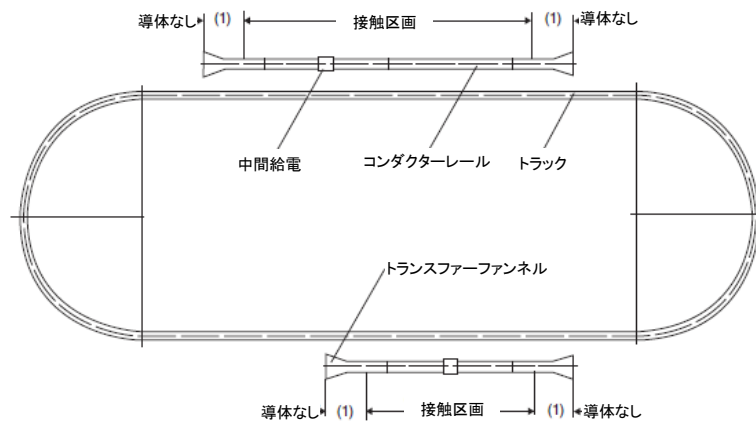 導体なし (1) 接触区画 (1) 導体なし
中間給電 コンダクターレール トラック
トランスファーファンネル
導体なし (1) 接触区画 (1) 導体なし